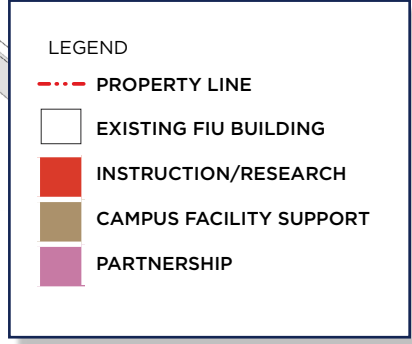 LEGEND
PROPERTY LINE
EXISTING FIU BUILDING
INSTRUCTION/RESEARCH
CAMPUS FACILITY SUPPORT
PARTNERSHIP